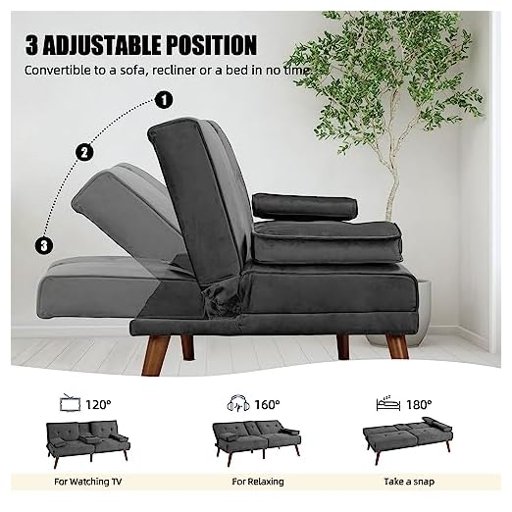 3 ADJUSTABLE POSITION
Convertible to a sofa, recliner or a bed in no time.
1
2
3
120°
160°
180°
For Watching TV
For Relaxing
Take a snap